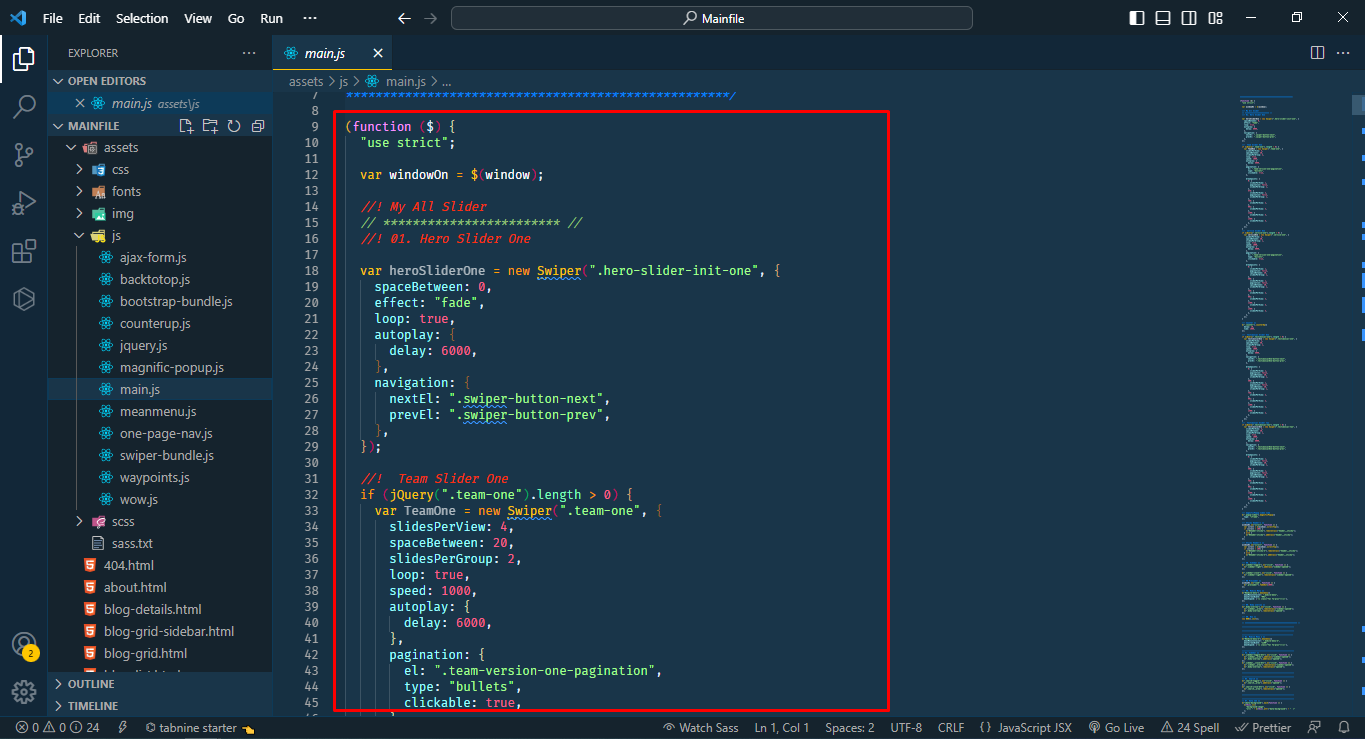 File Edit Selection View Go Run ···
Mainfile
EXPLORER ···
OPEN EDITORS
main.js assets\js
MAINFILE
assets
css
fonts
img
js
ajax-form.js
backtotop.js
bootstrap-bundle.js
counterup.js
jquery.js
magnific-popup.js
main.js
meanmenu.js
one-page-nav.js
swiper-bundle.js
waypoints.js
wow.js
scss
sass.txt
404.html
about.html
blog-details.html
blog-grid-sidebar.html
blog-grid.html
OUTLINE
TIMELINE
main.js
assets > js > main.js > ...
7 ****************************************************/
8
9 (function ($) {
10 "use strict";
11
12 var windowOn = $(window);
13
14 //! My All Slider
15 // ************************ //
16 //! 01. Hero Slider One
17
18 var heroSliderOne = new Swiper(".hero-slider-init-one", {
19 spaceBetween: 0,
20 effect: "fade",
21 loop: true,
22 autoplay: {
23 delay: 6000,
24 },
25 navigation: {
26 nextEl: ".swiper-button-next",
27 prevEl: ".swiper-button-prev",
28 },
29 });
30
31 //!  Team Slider One
32 if (jQuery(".team-one").length > 0) {
33 var TeamOne = new Swiper(".team-one", {
34 slidesPerView: 4,
35 spaceBetween: 20,
36 slidesPerGroup: 2,
37 loop: true,
38 speed: 1000,
39 autoplay: {
40 delay: 6000,
41 },
42 pagination: {
43 el: ".team-version-one-pagination",
44 type: "bullets",
45 clickable: true,
0 0 24 tabnine starter Watch Sass Ln 1, Col 1 Spaces: 2 UTF-8 CRLF {} JavaScript JSX Go Live 24 Spell Prettier
2